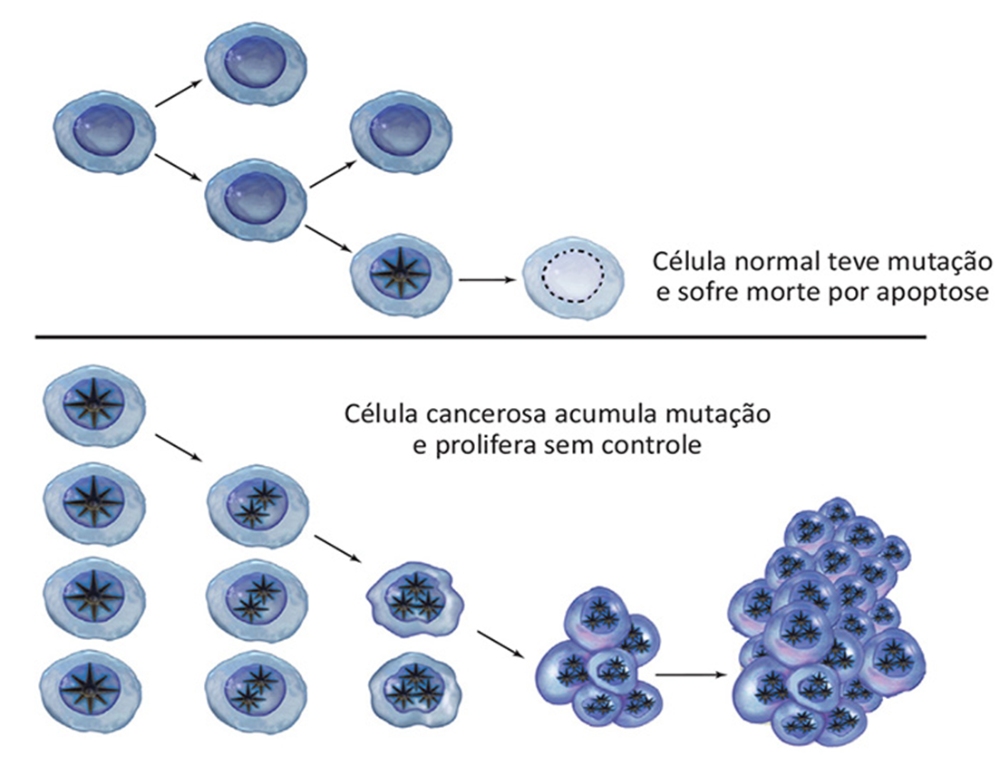 Célula normal teve mutação
e sofre morte por apoptose
Célula cancerosa acumula mutação
e prolifera sem controle